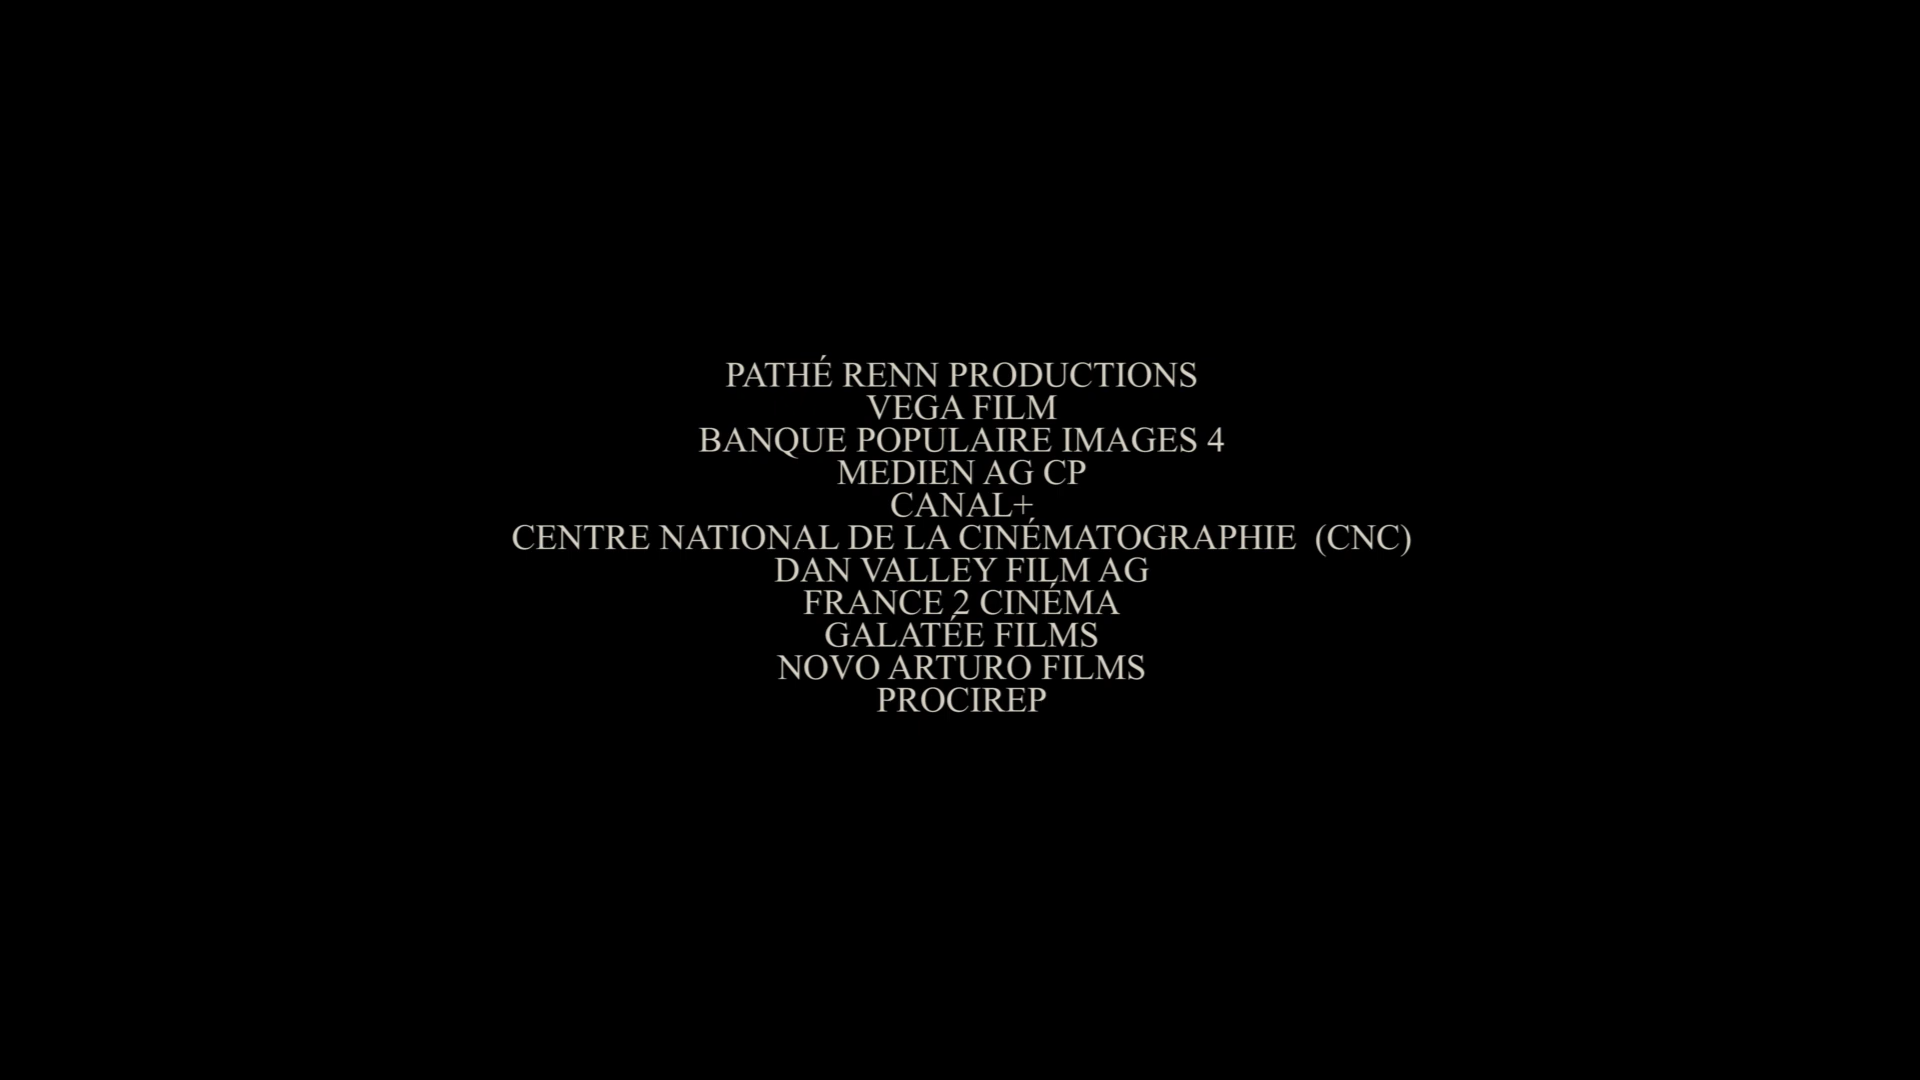 PATHÉ RENN PRODUCTIONS
VEGA FILM
BANQUE POPULAIRE IMAGES 4
MEDIEN AG CP
CANAL+
CENTRE NATIONAL DE LA CINÉMATOGRAPHIE  (CNC)
DAN VALLEY FILM AG
FRANCE 2 CINÉMA
GALATÉE FILMS
NOVO ARTURO FILMS
PROCIREP